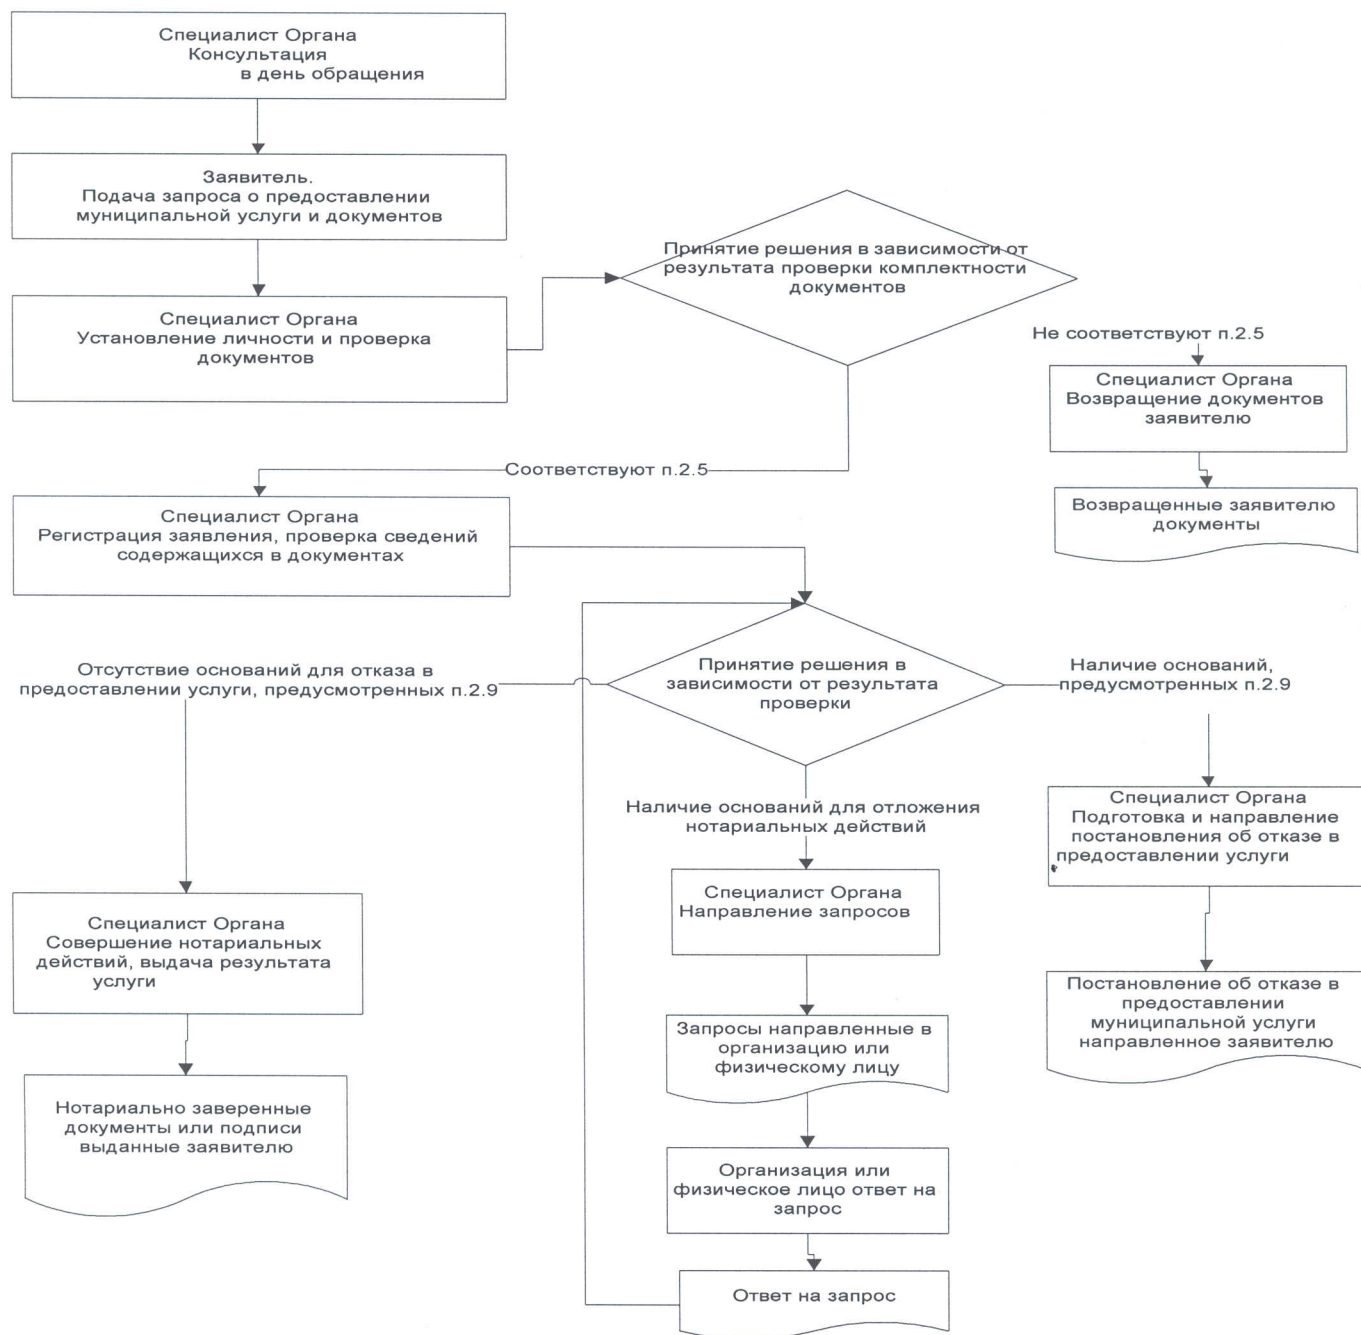 Специалист Органа
Консультация
в день обращения
Заявитель.
Подача запроса о предоставлении
муниципальной услуги и документов
Специалист Органа
Установление личности и проверка
документов
Принятие решения в зависимости от
результата проверки комплектности
документов
Не соответствуют п.2.5
Специалист Органа
Возвращение документов
заявителю
Возвращенные заявителю
документы
Соответствуют п.2.5
Специалист Органа
Регистрация заявления, проверка сведений
содержащихся в документах
Принятие решения в
зависимости от результата
проверки
Отсутствие оснований для отказа в
предоставлении услуги, предусмотренных п.2.9
Наличие оснований,
предусмотренных п.2.9
Наличие оснований для отложения
нотариальных действий
Специалист Органа
Совершение нотариальных
действий, выдача результата
услуги
Нотариально заверенные
документы или подписи
выданные заявителю
Специалист Органа
Направление запросов
Запросы направленные в
организацию или
физическому лицу
Организация или
физическое лицо ответ на
запрос
Ответ на запрос
Специалист Органа
Подготовка и направление
постановления об отказе в
предоставлении услуги
Постановление об отказе в
предоставлении
муниципальной услуги
направленное заявителю